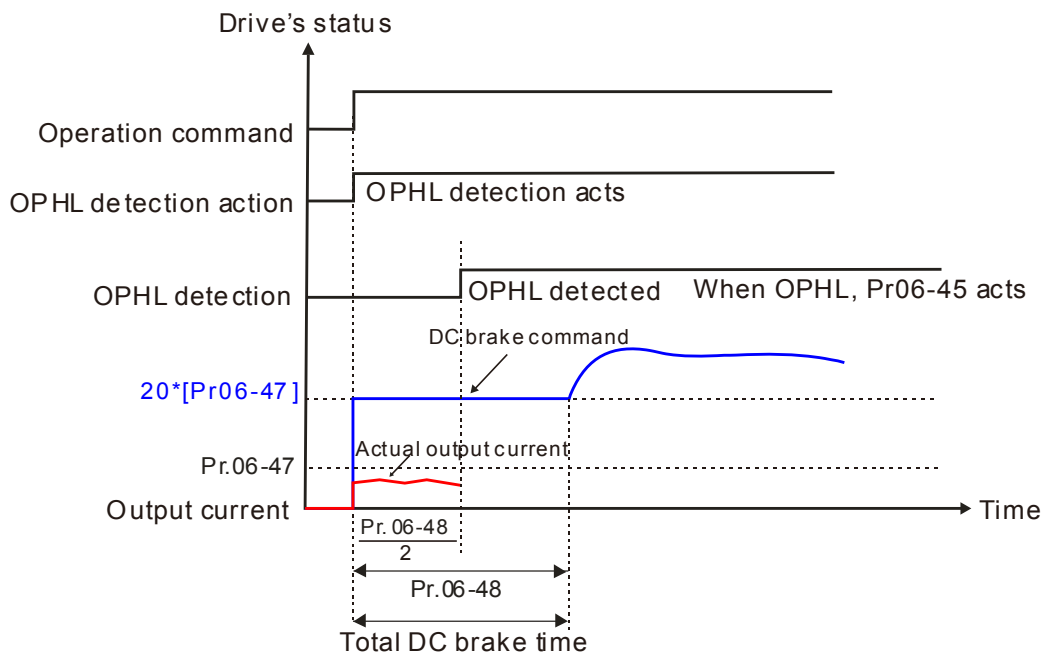 Drive's status
Operation command
OPHL detection action
OPHL detection acts
OPHL detection
OPHL detected
When OPHL, Pr06-45 acts
DC brake command
20*[Pr06-47]
Actual output current
Pr.06-47
Output current
Time
Pr. 06-48
2
Pr.06-48
Total DC brake time